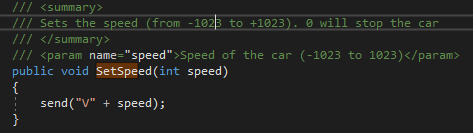 /// <summary>
/// Sets the speed (from -1023 to +1023). 0 will stop the car
/// </summary>
/// <param name="speed">Speed of the car (-1023 to 1023)</param>
public void SetSpeed(int speed)
{
send("V" + speed);
}